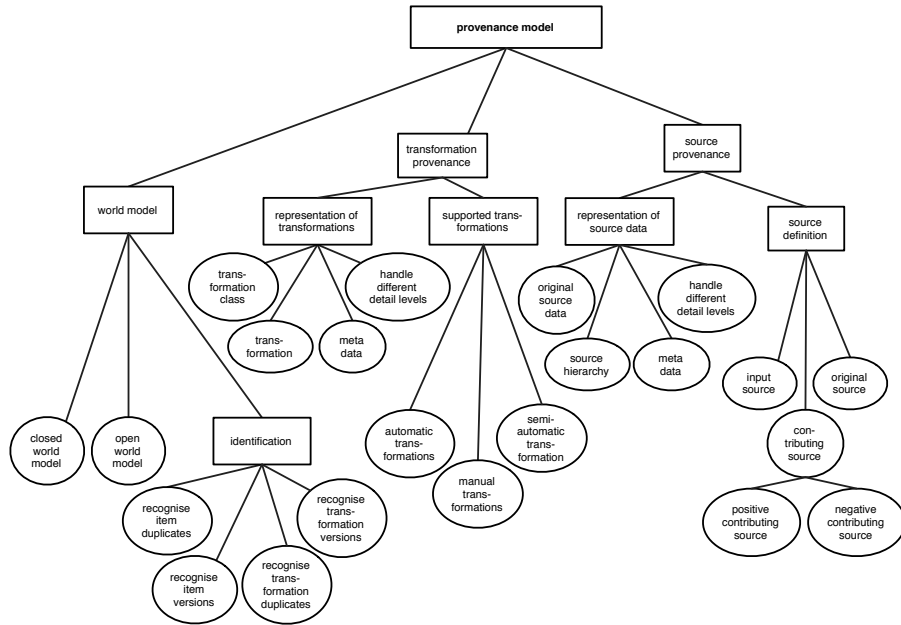 provenance model
transformation
provenance
source
provenance
world model
representation of
transformations
supported trans-
formations
representation of
source data
source
definition
trans-
formation
class
handle
different
detail levels
trans-
formation
meta
data
original
source
data
handle
different
detail levels
source
hierarchy
meta
data
input
source
original
source
closed
world
model
open
world
model
identification
automatic
trans-
formations
semi-
automatic
trans-
formation
manual
trans-
formations
con-
tributing
source
positive
contributing
source
negative
contributing
source
recognise
item
duplicates
recognise
trans-
formation
versions
recognise
item
versions
recognise
trans-
formation
duplicates